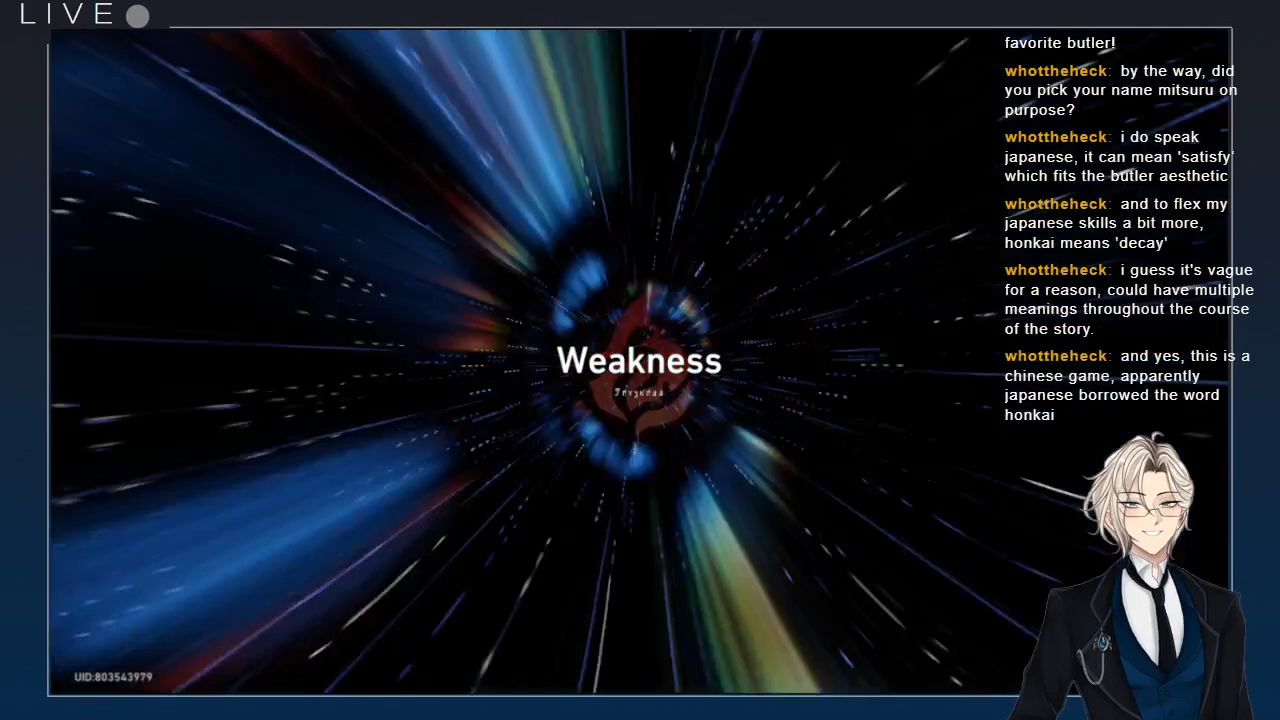 LIVE
favorite butler!
whottheheck: by the way, did
you pick your name mitsuru on
purpose?
whottheheck: i do speak
japanese, it can mean 'satisfy'
which fits the butler aesthetic
whottheheck: and to flex my
japanese skills a bit more,
honkai means 'decay'
whottheheck: i guess it's vague
for a reason, could have multiple
meanings throughout the course
of the story.
whottheheck: and yes, this is a
chinese game, apparently
japanese borrowed the word
honkai
Weakness
UID:803543979